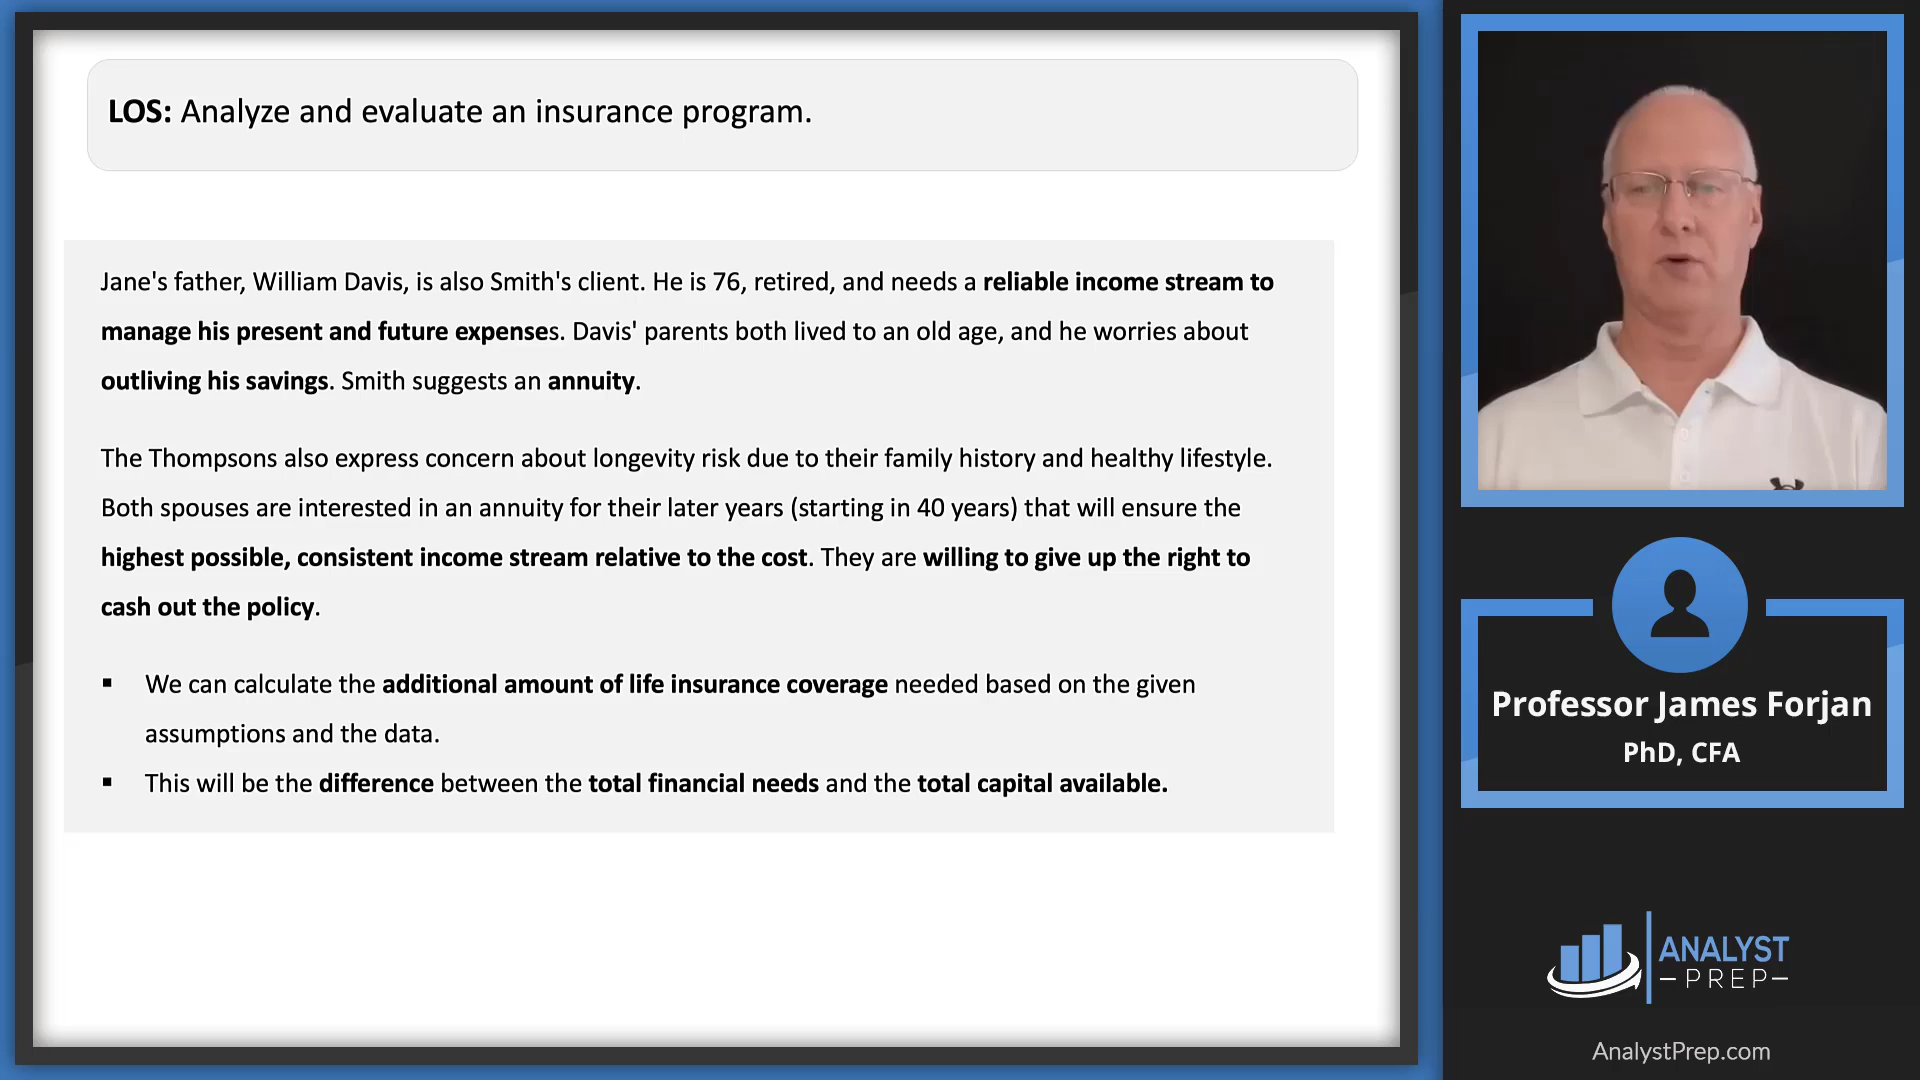 LOS: Analyze and evaluate an insurance program.
Jane's father, William Davis, is also Smith's client. He is 76, retired, and needs a reliable income stream to
manage his present and future expenses. Davis' parents both lived to an old age, and he worries about
outliving his savings. Smith suggests an annuity.
The Thompsons also express concern about longevity risk due to their family history and healthy lifestyle.
Both spouses are interested in an annuity for their later years (starting in 40 years) that will ensure the
highest possible, consistent income stream relative to the cost. They are willing to give up the right to
cash out the policy.
▪ We can calculate the additional amount of life insurance coverage needed based on the given
assumptions and the data.
▪ This will be the difference between the total financial needs and the total capital available.
Professor James Forjan
PhD, CFA
ANALYST
PREP
AnalystPrep.com